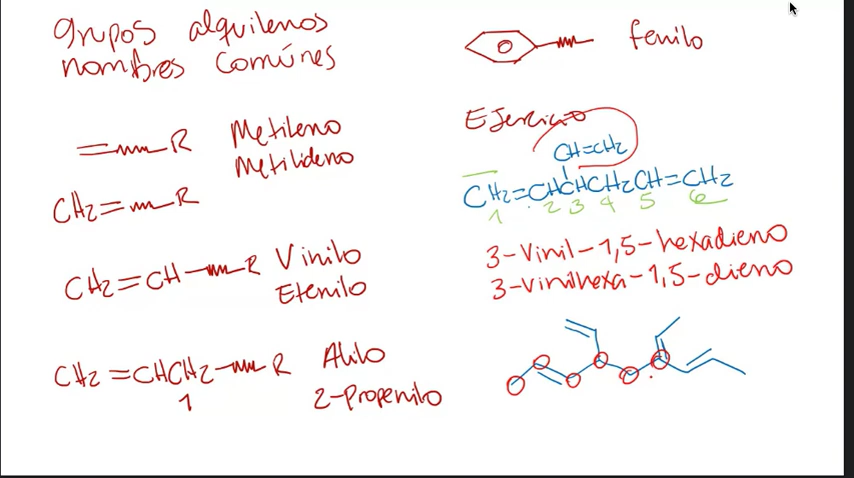 grupos alquilenos
nombres comúnes
R Metileno
Metilideno
CH2=R
CH2=CH-R Vinilo
Etenilo
CH2=CHCH2-R Alilo
1 2-Propenilo
fenilo
Ejercicio
CH=CH2
CH2=CHCHCH2CH=CH2
1 2 3 4 5 6
3-Vinil-1,5-hexadieno
3-Vinilhexa-1,5-dieno